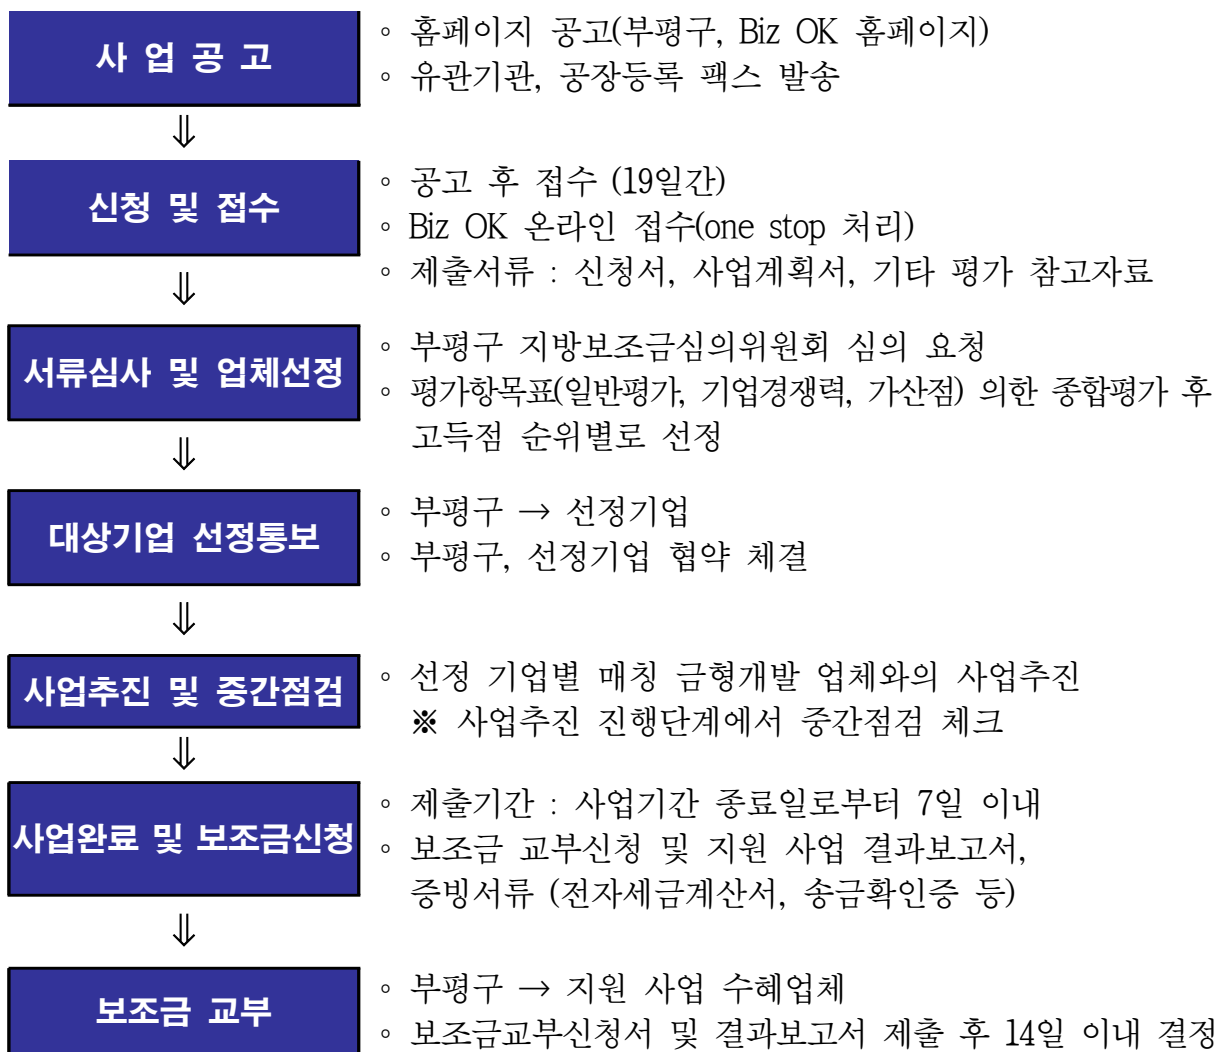 사 업 공 고
◦ 홈페이지 공고(부평구, Biz OK 홈페이지)
◦ 유관기관, 공장등록 팩스 발송
⇓
신청 및 접수
◦ 공고 후 접수 (19일간)
◦ Biz OK 온라인 접수(one stop 처리)
◦ 제출서류 : 신청서, 사업계획서, 기타 평가 참고자료
⇓
서류심사 및 업체선정
◦ 부평구 지방보조금심의위원회 심의 요청
◦ 평가항목표(일반평가, 기업경쟁력, 가산점) 의한 종합평가 후
고득점 순위별로 선정
⇓
대상기업 선정통보
◦ 부평구 → 선정기업
◦ 부평구, 선정기업 협약 체결
⇓
사업추진 및 중간점검
◦ 선정 기업별 매칭 금형개발 업체와의 사업추진
※ 사업추진 진행단계에서 중간점검 체크
⇓
사업완료 및 보조금신청
◦ 제출기간 : 사업기간 종료일로부터 7일 이내
◦ 보조금 교부신청 및 지원 사업 결과보고서,
증빙서류 (전자세금계산서, 송금확인증 등)
⇓
보조금 교부
◦ 부평구 → 지원 사업 수혜업체
◦ 보조금교부신청서 및 결과보고서 제출 후 14일 이내 결정